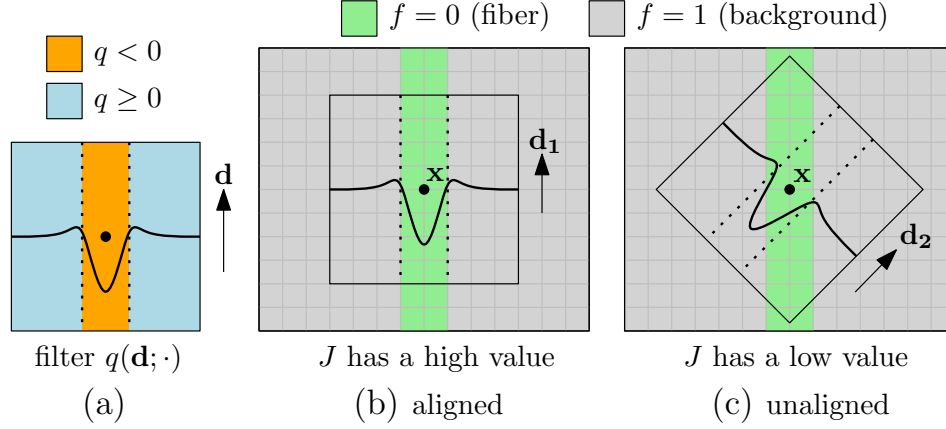 f = 0 (fiber)
f = 1 (background)
q < 0
q ≥ 0
d
x
d₁
x
d₂
filter q(d; ·)
J has a high value
J has a low value
(a)
(b) aligned
(c) unaligned